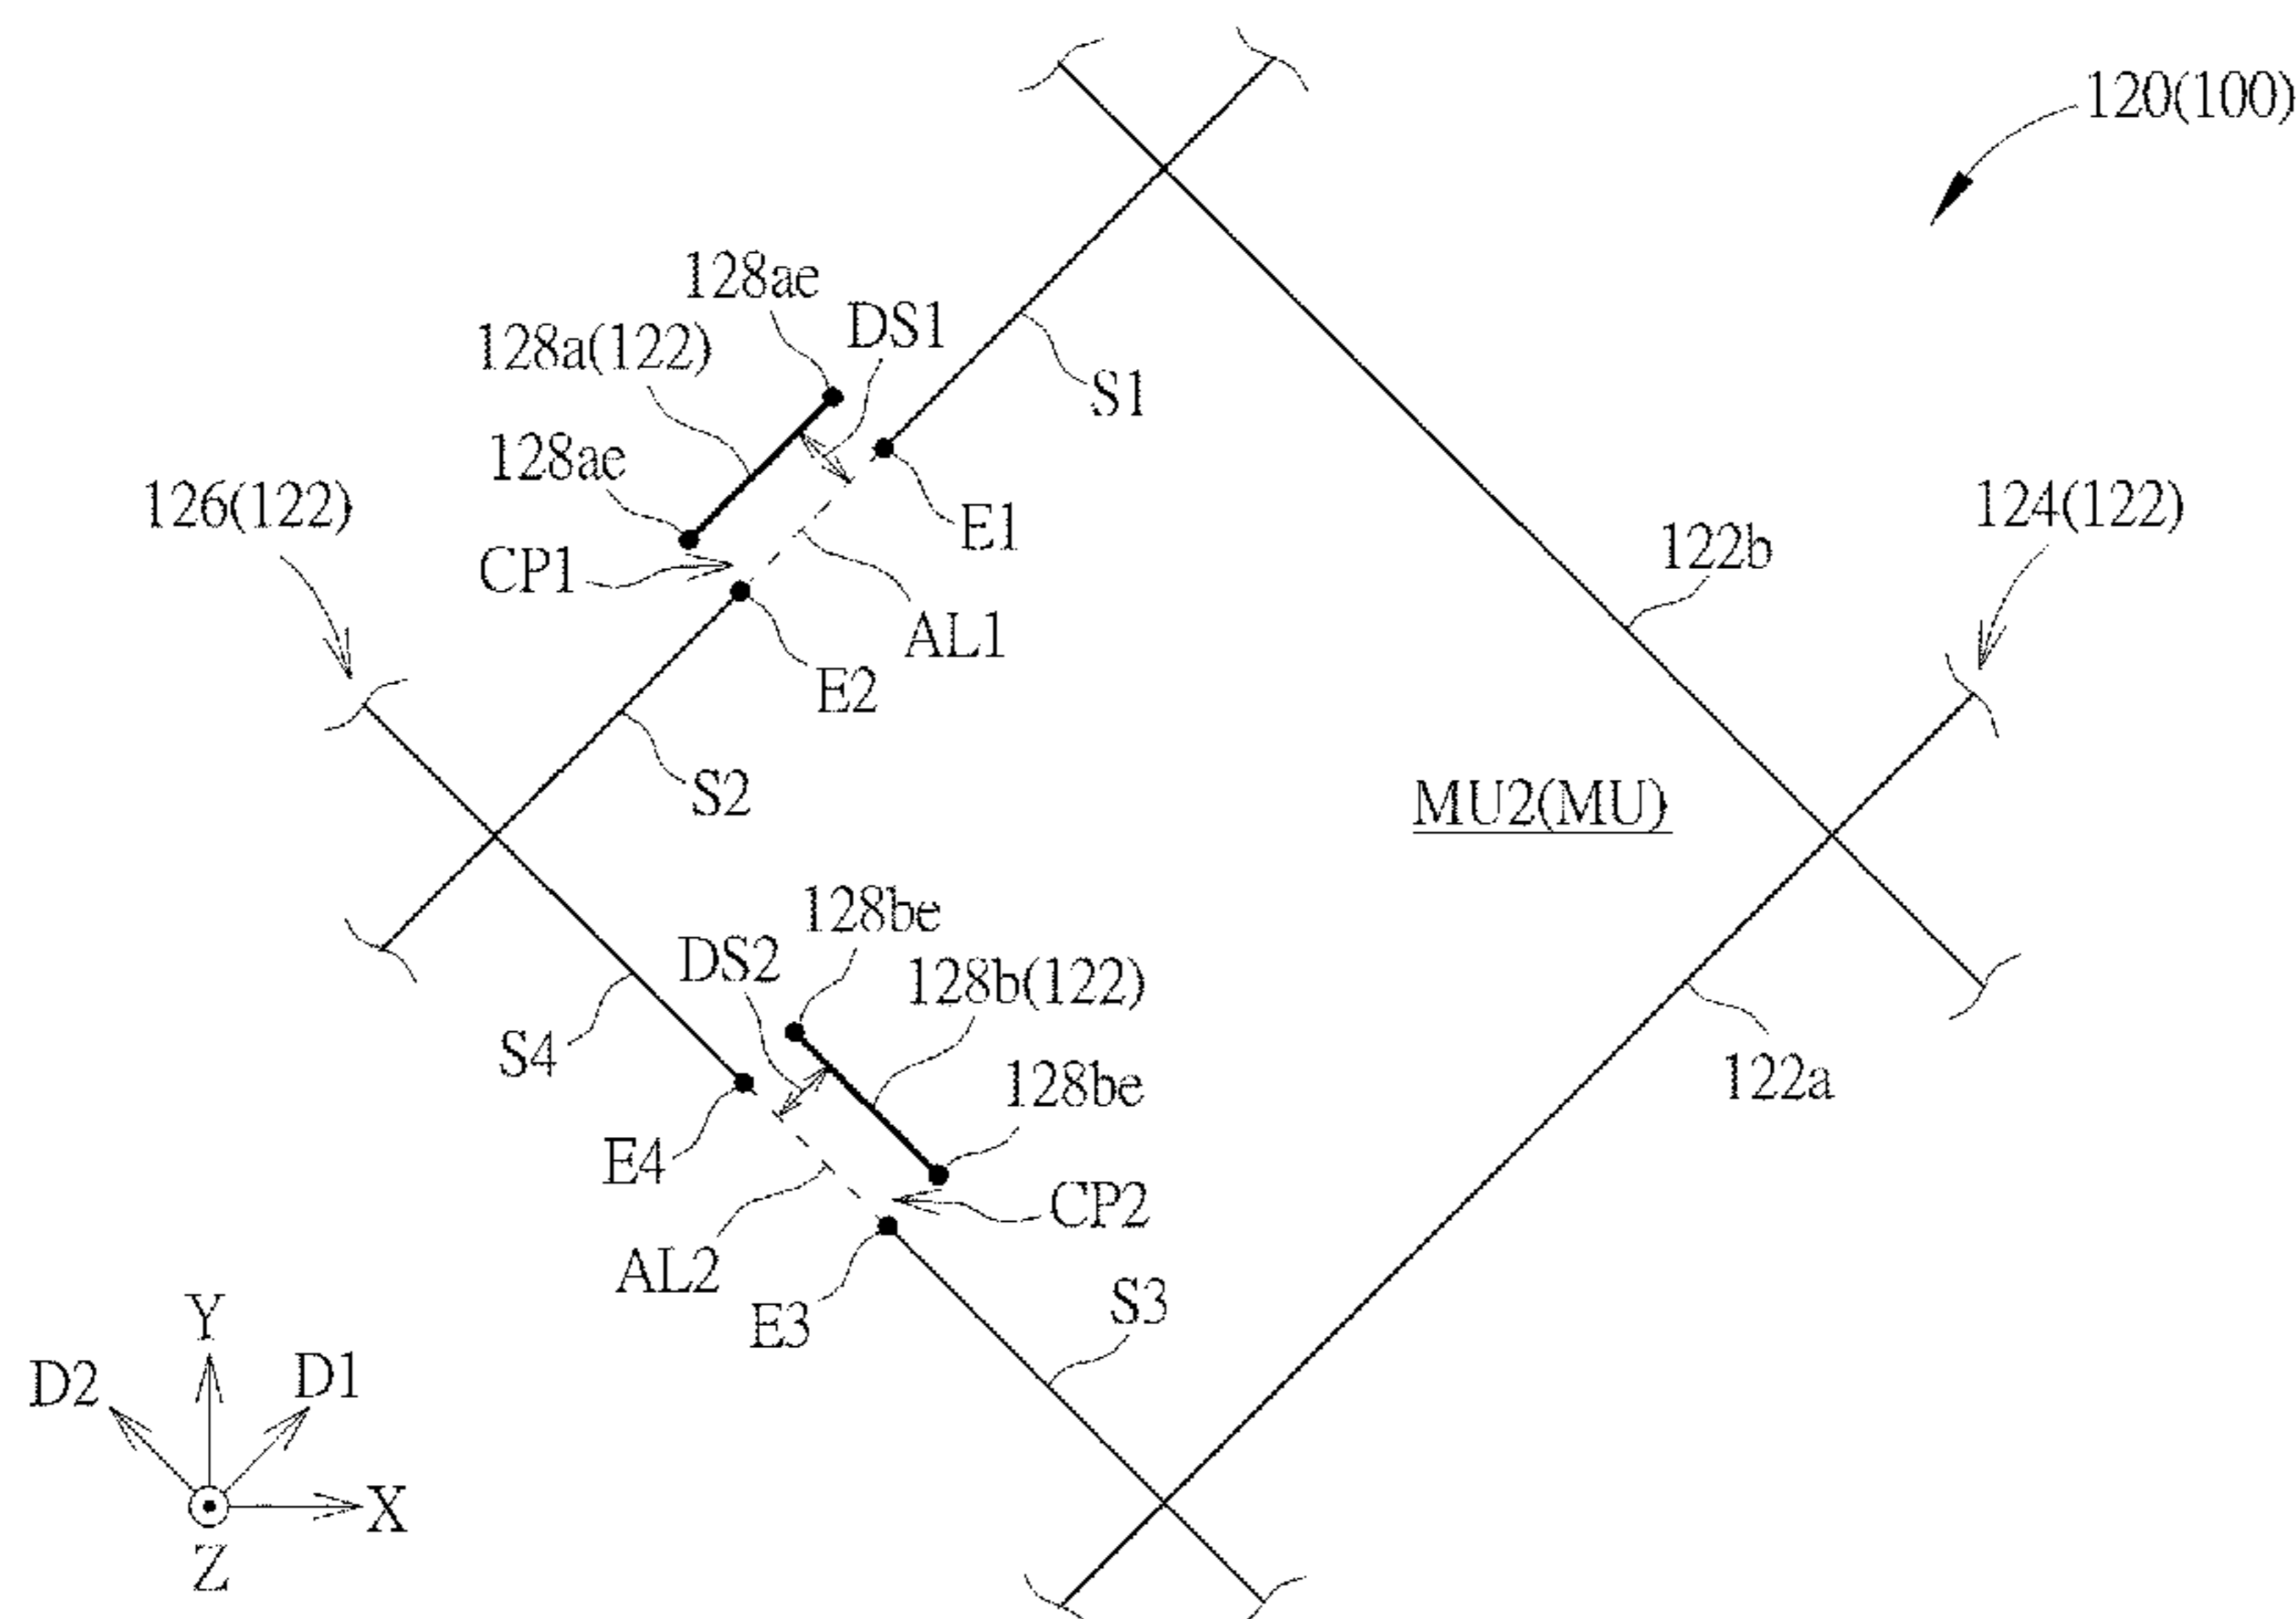 120(100)
128ae
DS1
128a(122)
S1
128ae
126(122)
E1
124(122)
122b
CP1
AL1
E2
S2
MU2(MU)
128be
DS2
128b(122)
S4
128be
122a
E4
CP2
AL2
E3
S3
Y
D2
D1
X
Z